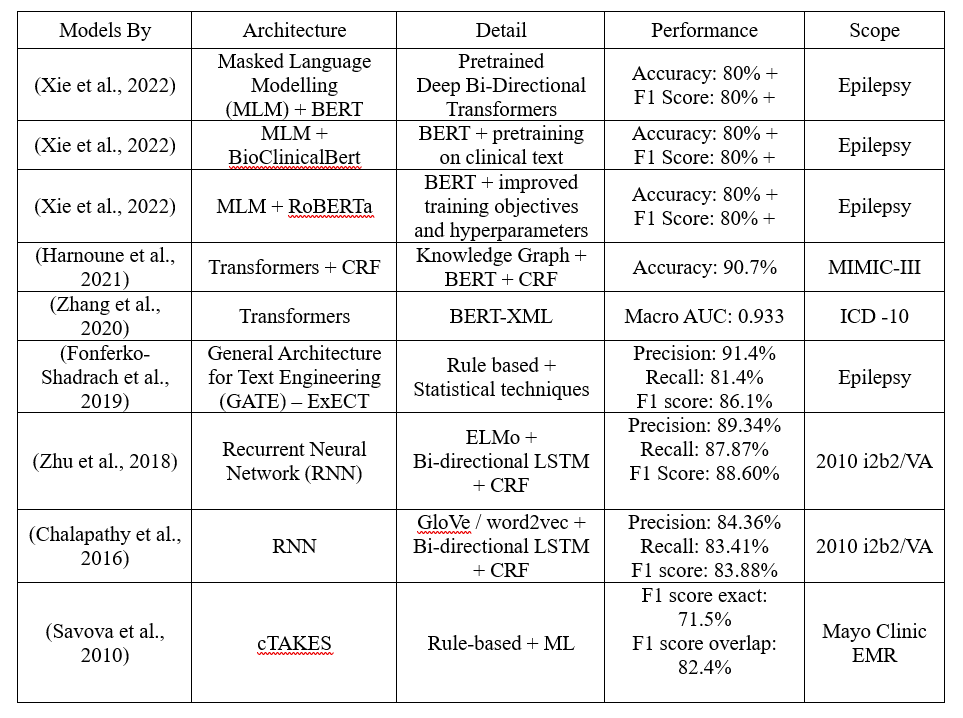 Models By
Architecture
Detail
Performance
Scope
(Xie et al., 2022)
Masked Language
Modelling
(MLM) + BERT
Pretrained
Deep Bi-Directional
Transformers
Accuracy: 80% +
F1 Score: 80% +
Epilepsy
(Xie et al., 2022)
MLM +
BioClinicalBert
BERT + pretraining
on clinical text
Accuracy: 80% +
F1 Score: 80% +
Epilepsy
(Xie et al., 2022)
MLM + RoBERTa
BERT + improved
training objectives
and hyperparameters
Accuracy: 80% +
F1 Score: 80% +
Epilepsy
(Harnoune et al.,
2021)
Transformers + CRF
Knowledge Graph +
BERT + CRF
Accuracy: 90.7%
MIMIC-III
(Zhang et al.,
2020)
Transformers
BERT-XML
Macro AUC: 0.933
ICD -10
(Fonferko-
Shadrach et al.,
2019)
General Architecture
for Text Engineering
(GATE) – ExECT
Rule based +
Statistical techniques
Precision: 91.4%
Recall: 81.4%
F1 score: 86.1%
Epilepsy
(Zhu et al., 2018)
Recurrent Neural
Network (RNN)
ELMo +
Bi-directional LSTM
+ CRF
Precision: 89.34%
Recall: 87.87%
F1 Score: 88.60%
2010 i2b2/VA
(Chalapathy et al.,
2016)
RNN
GloVe / word2vec +
Bi-directional LSTM
+ CRF
Precision: 84.36%
Recall: 83.41%
F1 score: 83.88%
2010 i2b2/VA
(Savova et al.,
2010)
cTAKES
Rule-based + ML
F1 score exact:
71.5%
F1 score overlap:
82.4%
Mayo Clinic
EMR